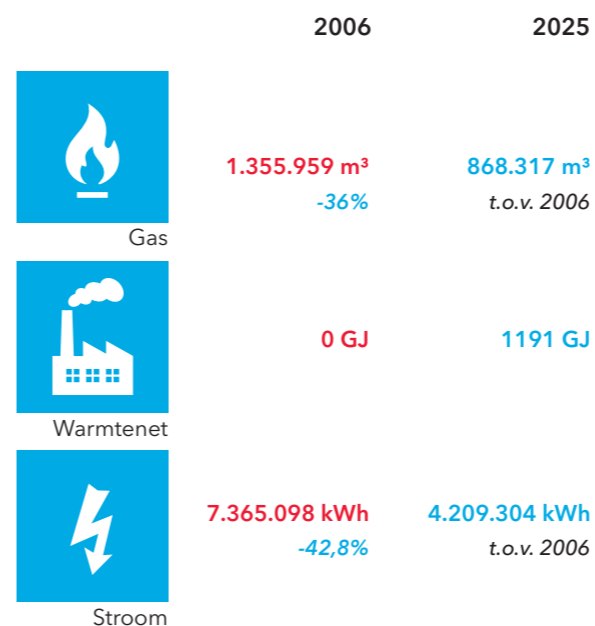 2006 2025
1.355.959 m³ 868.317 m³
-36% t.o.v. 2006
Gas
0 GJ 1191 GJ
Warmtenet
7.365.098 kWh 4.209.304 kWh
-42,8% t.o.v. 2006
Stroom